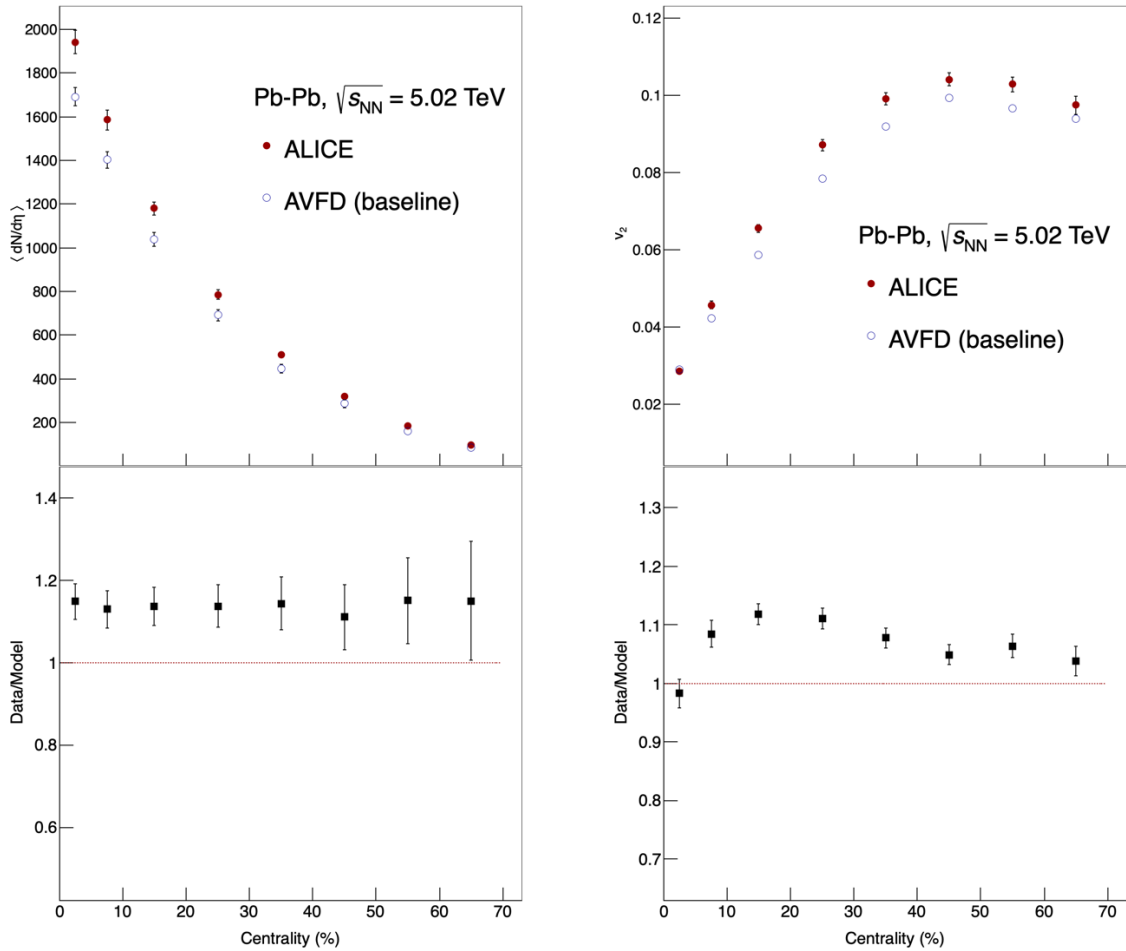 2000
1800
1600
1400
1200
1000
800
600
400
200
⟨ dN/dη ⟩
Pb-Pb, √sNN = 5.02 TeV
ALICE
AVFD (baseline)
0.12
0.1
0.08
0.06
0.04
0.02
v2
Pb-Pb, √sNN = 5.02 TeV
ALICE
AVFD (baseline)
1.4
1.2
1
0.8
0.6
Data/Model
0 10 20 30 40 50 60 70
Centrality (%)
1.3
1.2
1.1
1
0.9
0.8
0.7
Data/Model
0 10 20 30 40 50 60 70
Centrality (%)